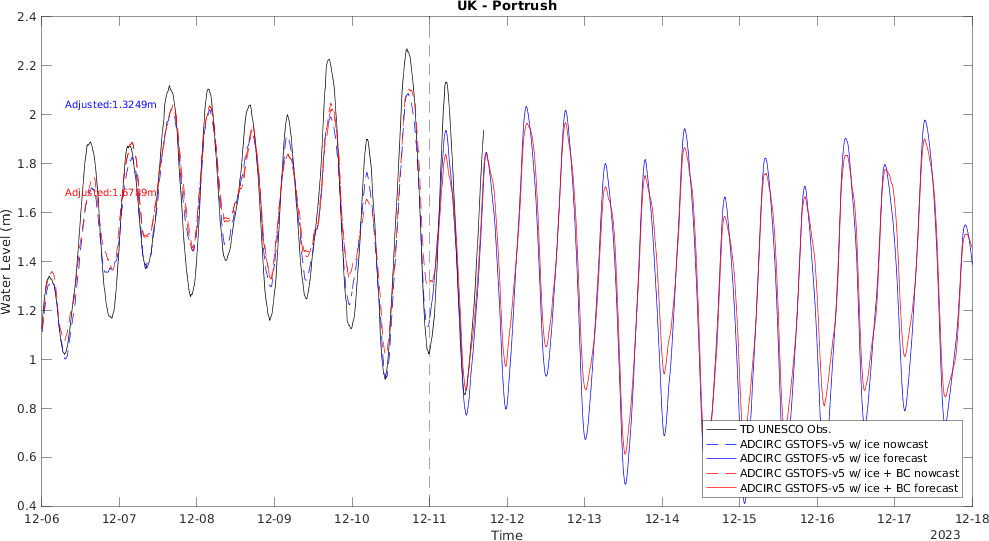 UK - Portrush
2.4
2.2
2
1.8
1.6
1.4
1.2
1
0.8
0.6
0.4
Water Level (m)
Adjusted:1.3249m
Adjusted:1.6789m
TD UNESCO Obs.
ADCIRC GSTOFS-v5 w/ ice nowcast
ADCIRC GSTOFS-v5 w/ ice forecast
ADCIRC GSTOFS-v5 w/ ice + BC nowcast
ADCIRC GSTOFS-v5 w/ ice + BC forecast
12-06 12-07 12-08 12-09 12-10 12-11 12-12 12-13 12-14 12-15 12-16 12-17 12-18
Time
2023